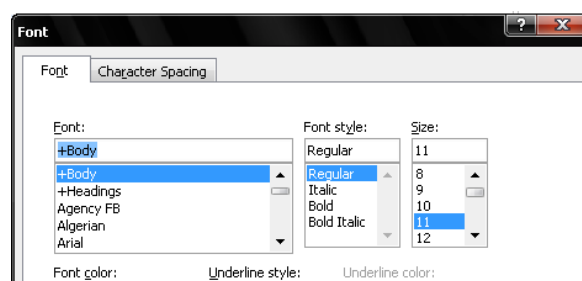 Font
Font Character Spacing
Font: Font style: Size:
+Body Regular 11
+Body Regular 8
+Headings Italic 9
Agency FB Bold 10
Algerian Bold Italic 11
Arial 12
Font color: Underline style: Underline color: